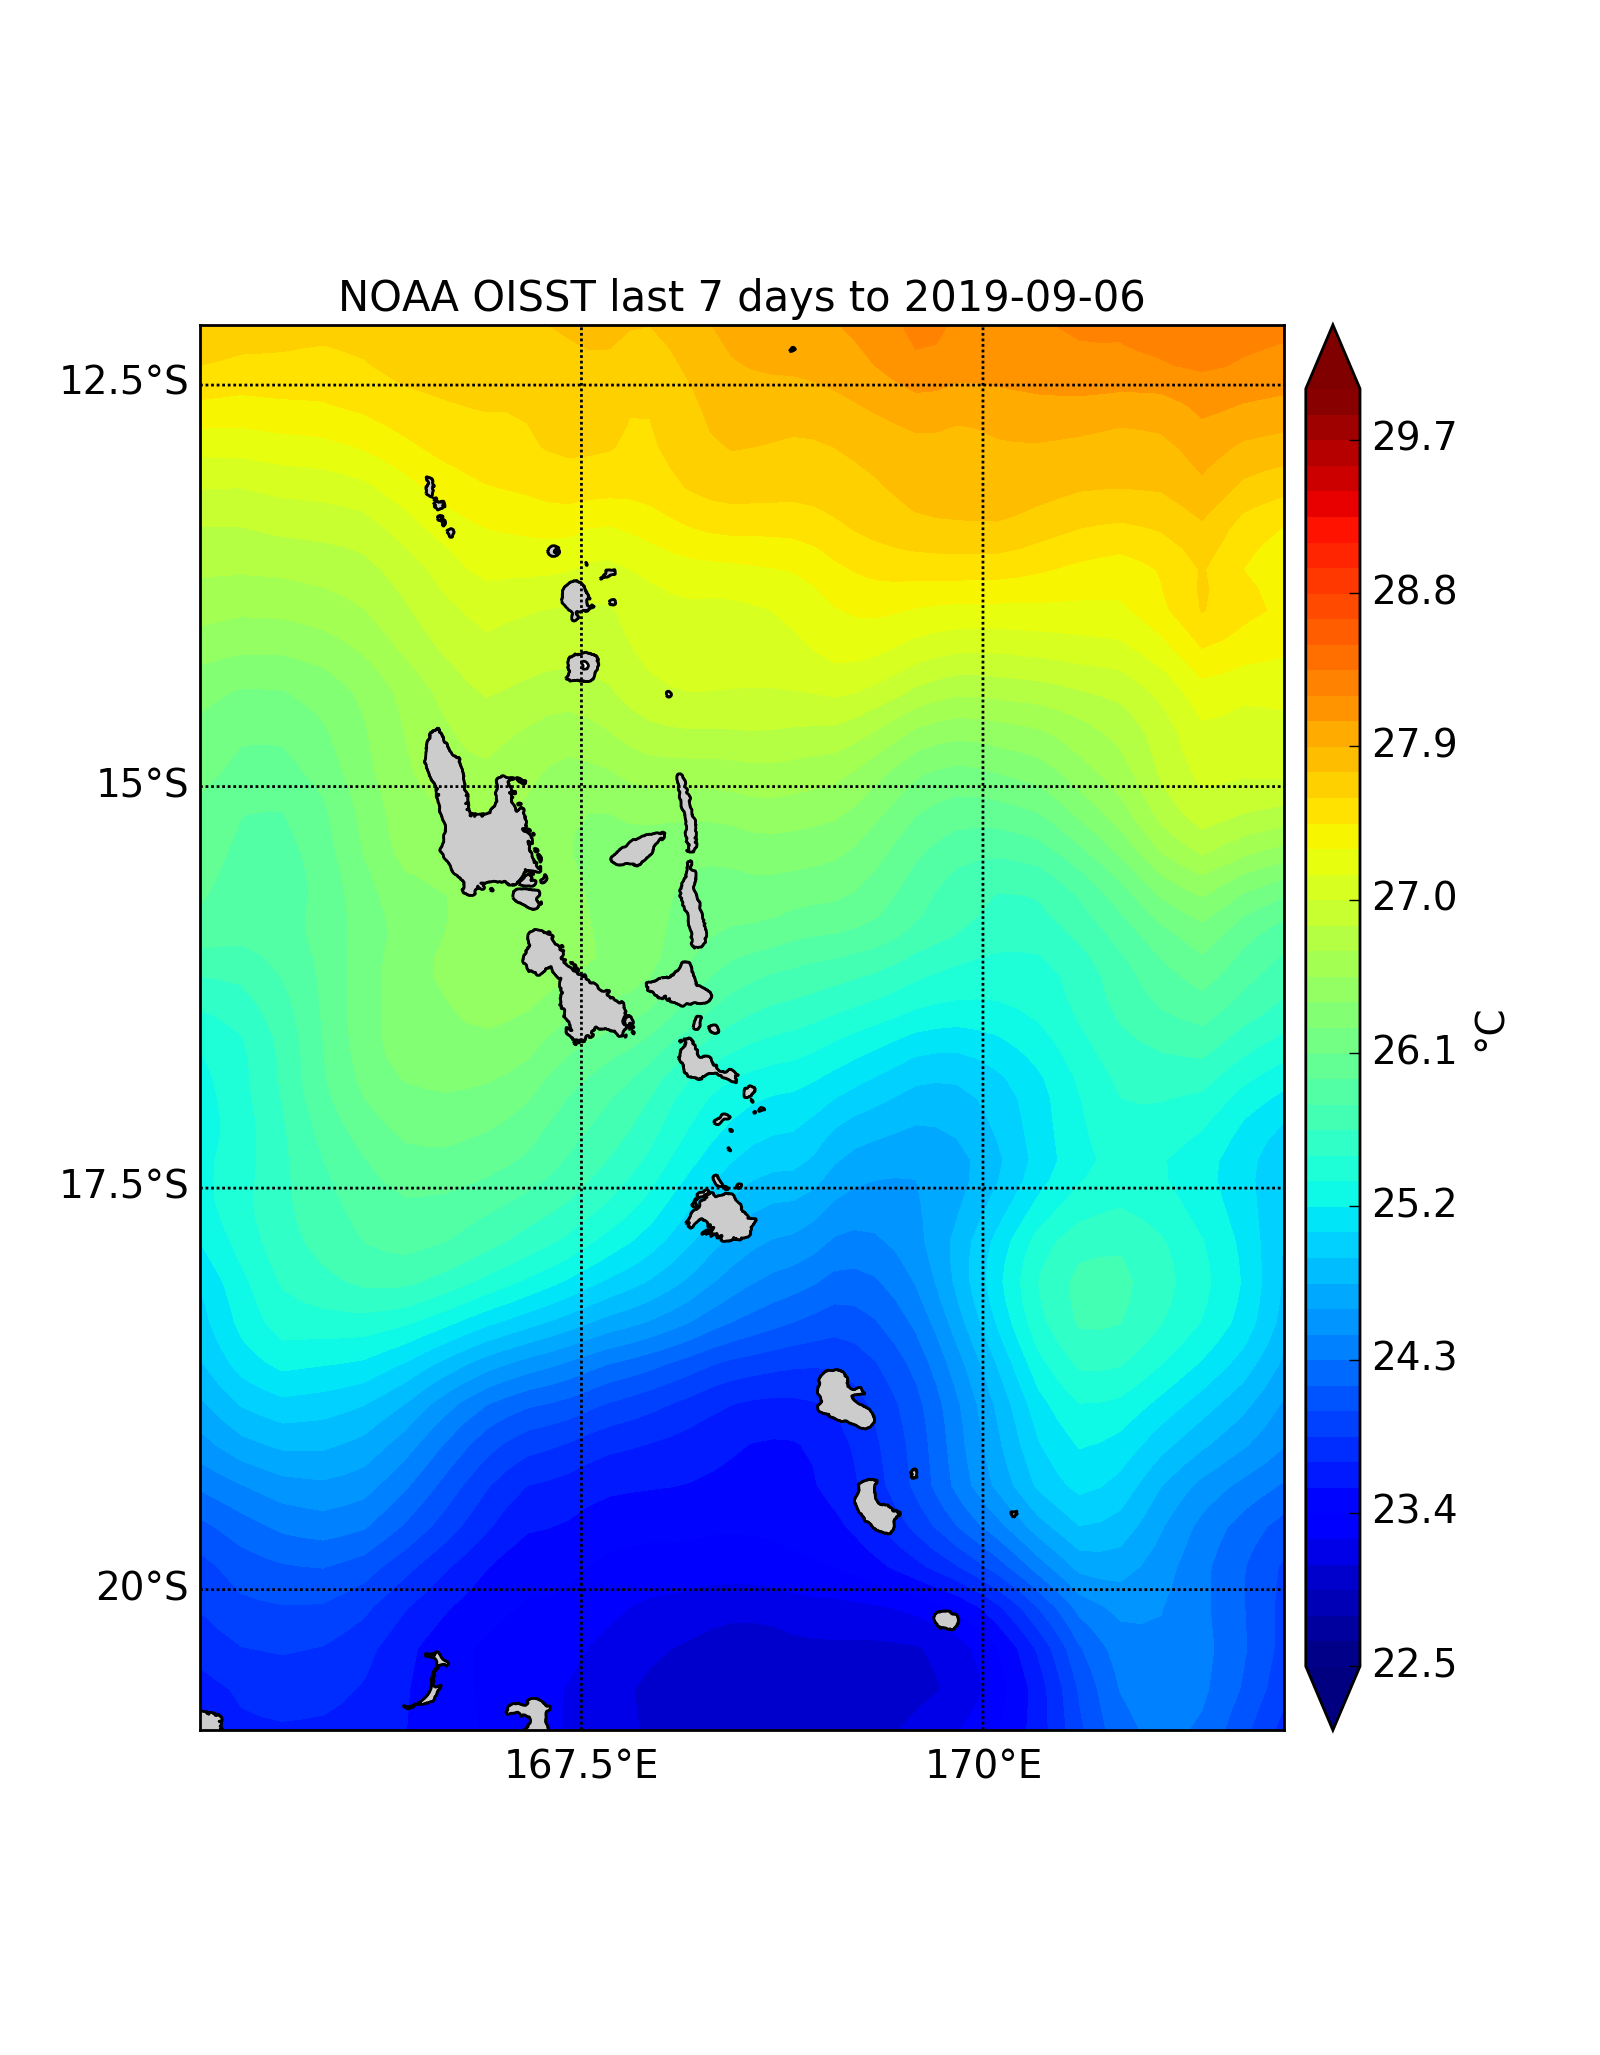 NOAA OISST last 7 days to 2019-09-06
12.5°S
15°S
17.5°S
20°S
167.5°E
170°E
29.7
28.8
27.9
27.0
26.1
25.2
24.3
23.4
22.5
°C